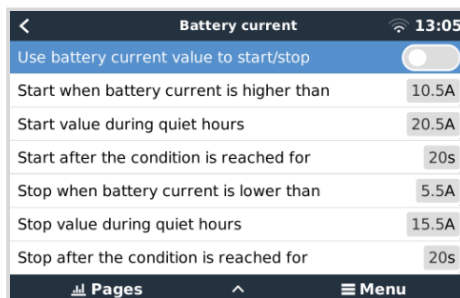 Battery current 13:05
Use battery current value to start/stop
Start when battery current is higher than 10.5A
Start value during quiet hours 20.5A
Start after the condition is reached for 20s
Stop when battery current is lower than 5.5A
Stop value during quiet hours 15.5A
Stop after the condition is reached for 20s
Pages Menu